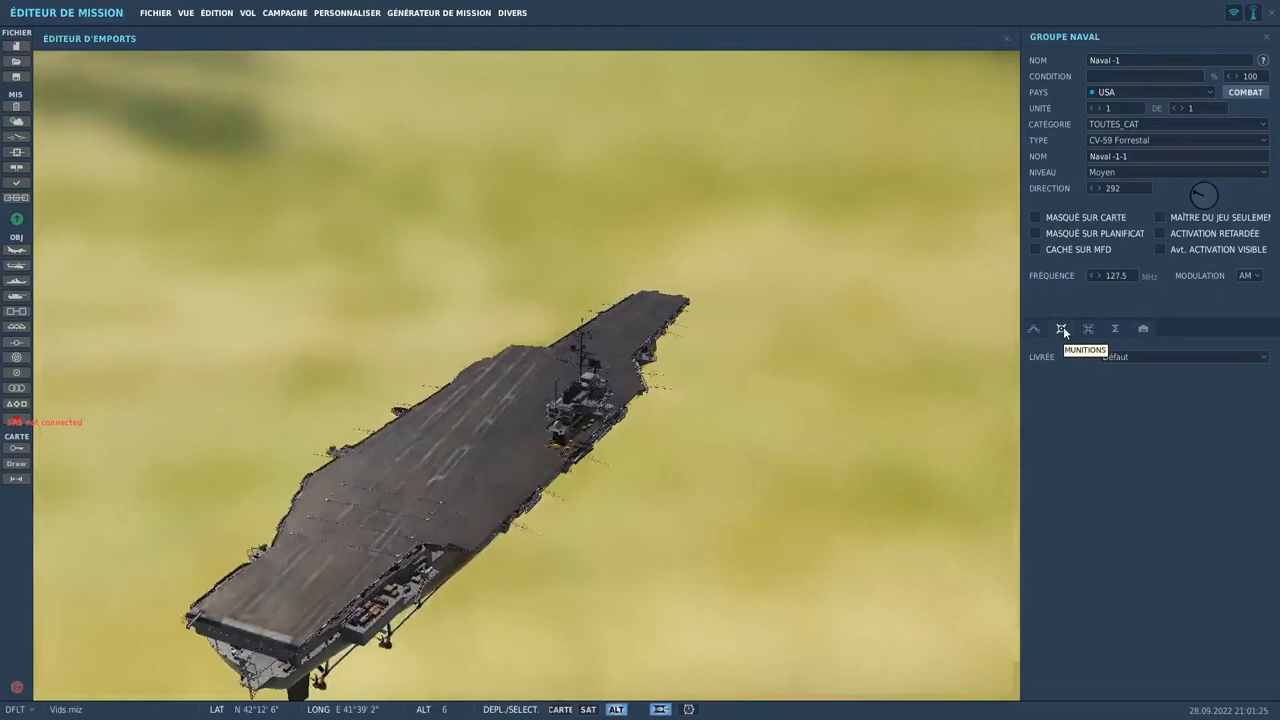 ÉDITEUR DE MISSION FICHIER VUE ÉDITION VOL CAMPAGNE PERSONNALISER GÉNÉRATEUR DE MISSION DIVERS
FICHIER
ÉDITEUR D'EMPORTS
MIS
OBJ
SRS not connected
CARTE
Draw
GROUPE NAVAL
NOM Naval -1 ?
CONDITION % < > 100
PAYS USA COMBAT
UNITÉ < > 1 DE < > 1
CATÉGORIE TOUTES_CAT
TYPE CV-59 Forrestal
NOM Naval -1-1
NIVEAU Moyen
DIRECTION < > 292
MASQUÉ SUR CARTE MAÎTRE DU JEU SEULEMEN
MASQUÉ SUR PLANIFICAT ACTIVATION RETARDÉE
CACHÉ SUR MFD Avt. ACTIVATION VISIBLE
FRÉQUENCE < > 127.5 MHz MODULATION AM
MUNITIONS
LIVRÉE Défaut
DFLT Vids.miz LAT N 42°12' 6" LONG E 41°39' 2" ALT 6 DEPL./SELECT. CARTE SAT ALT 28.09.2022 21:01:25